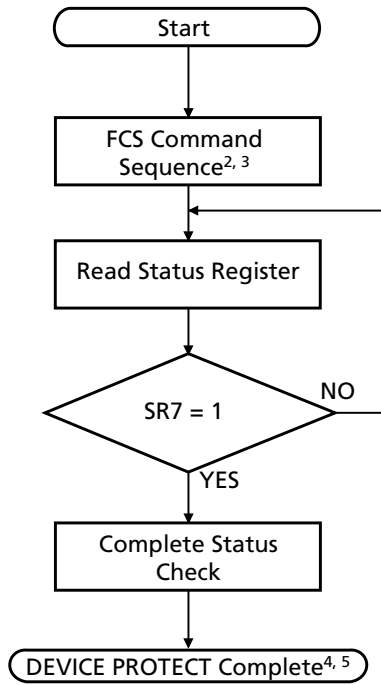 Start
FCS Command
Sequence2, 3
Read Status Register
SR7 = 1
NO
YES
Complete Status
Check
DEVICE PROTECT Complete4, 5